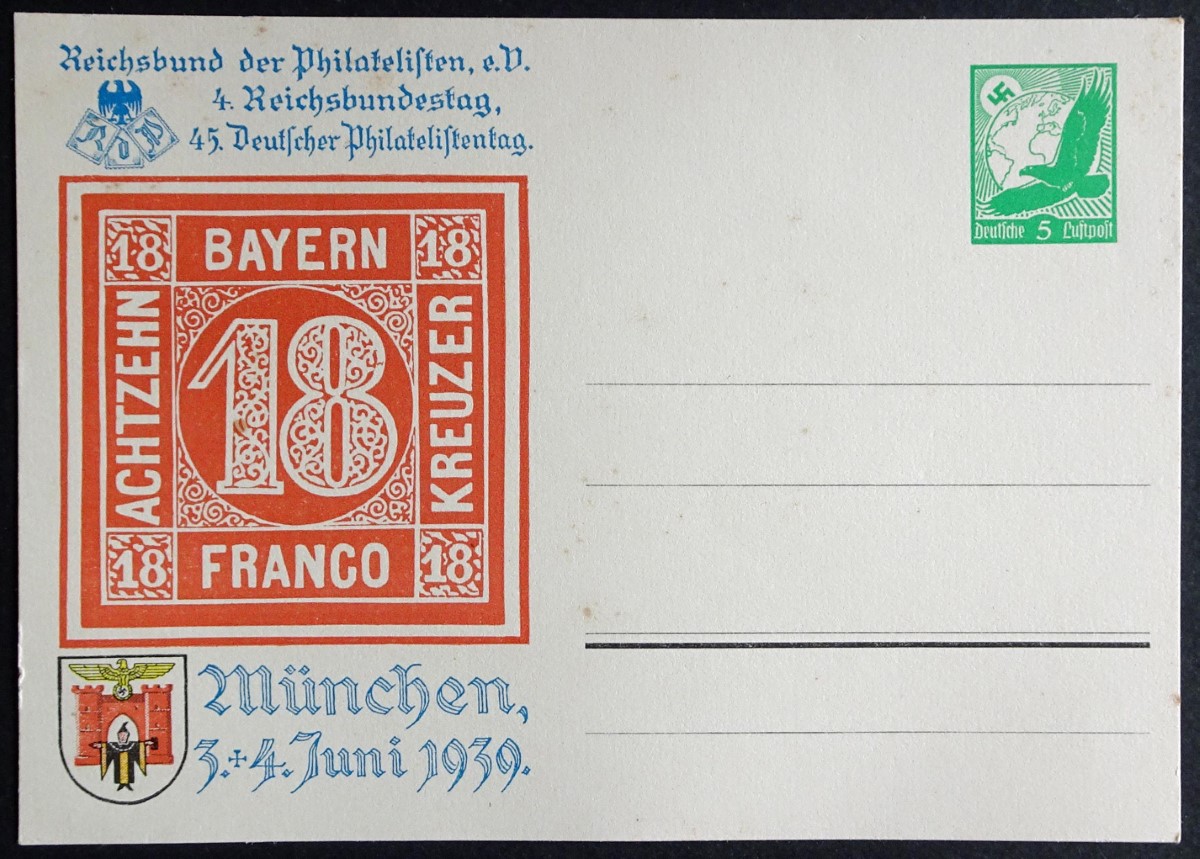 Reichsbund der Philatelisten, e.V.
4. Reichsbundestag,
45. Deutscher Philatelistentag.
R d P
Deutsche 5 Luftpost
18 BAYERN 18
ACHTZEHN
18
KREUZER
18 FRANCO 18
München,
3.+4. Juni 1939.